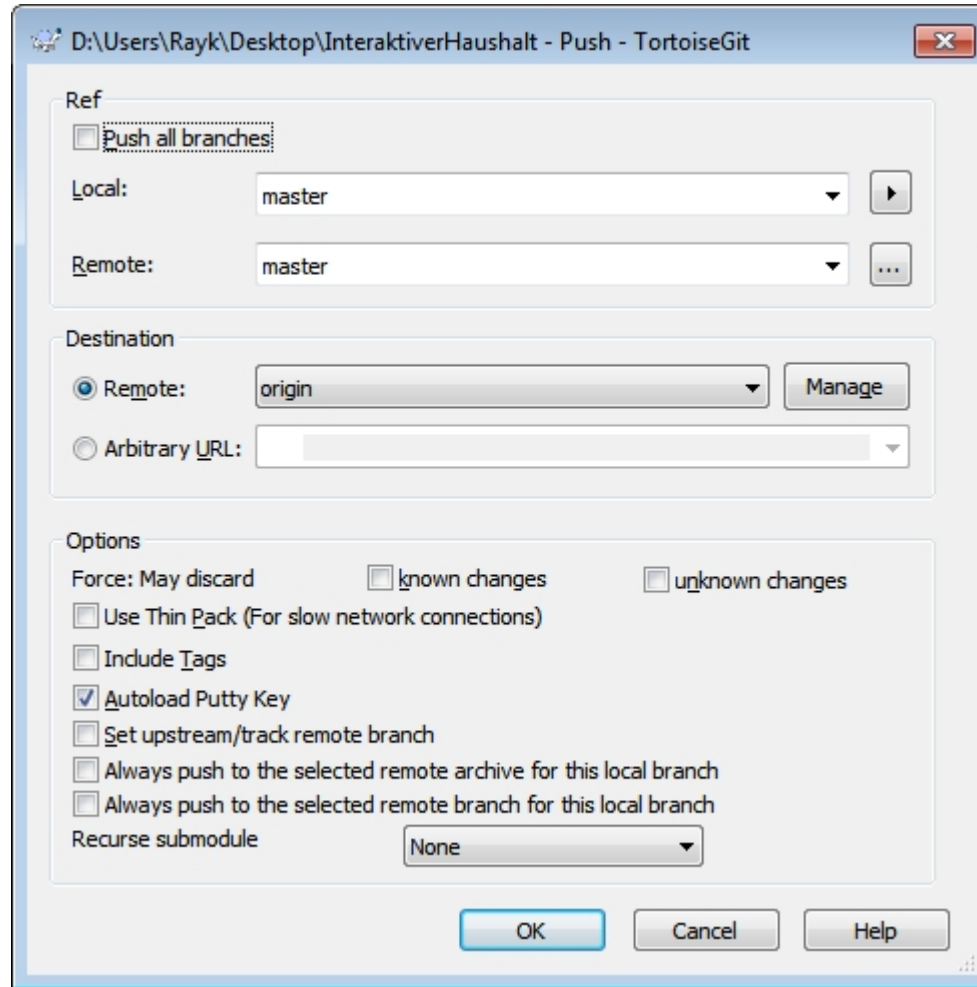 D:\Users\Rayk\Desktop\InteraktiverHaushalt - Push - TortoiseGit
Ref
Push all branches
Local: master
Remote: master ...
Destination
Remote: origin Manage
Arbitrary URL:
Options
Force: May discard known changes unknown changes
Use Thin Pack (For slow network connections)
Include Tags
Autoload Putty Key
Set upstream/track remote branch
Always push to the selected remote archive for this local branch
Always push to the selected remote branch for this local branch
Recurse submodule None
OK Cancel Help